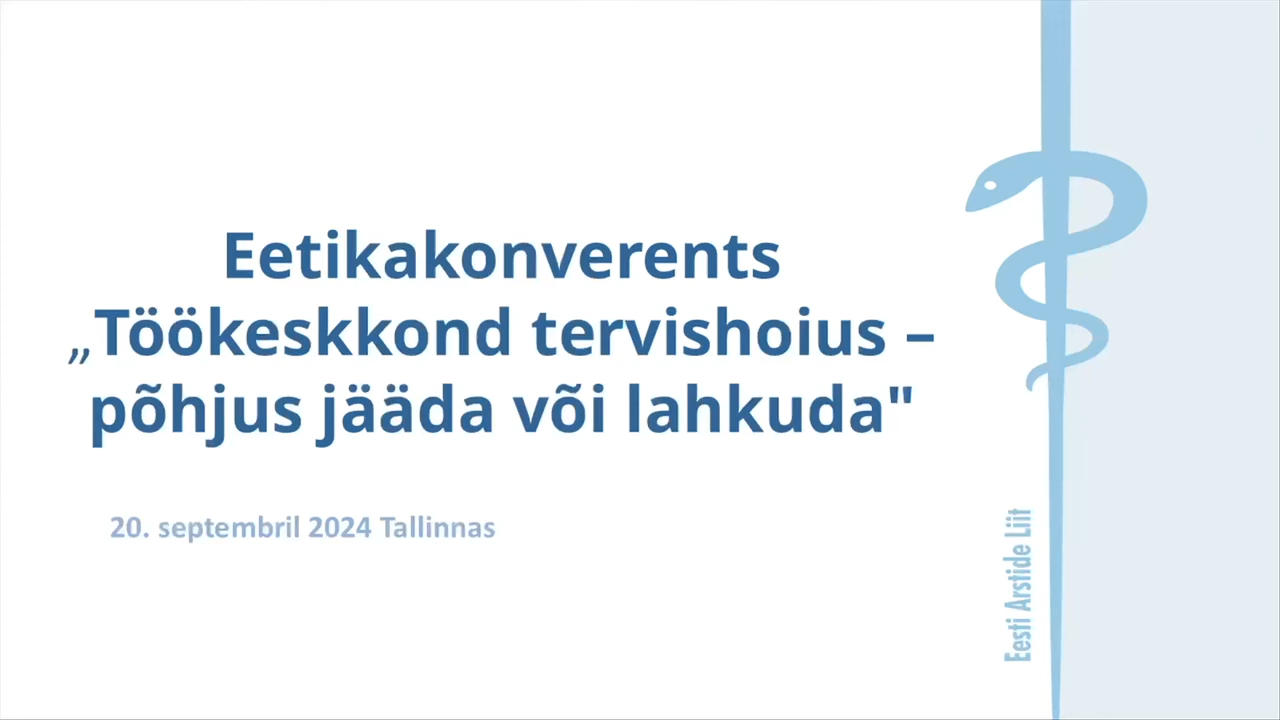 Eetikakonverents
„Töökeskkond tervishoius –
põhjus jääda või lahkuda"
20. septembril 2024 Tallinnas
Eesti Arstide Liit